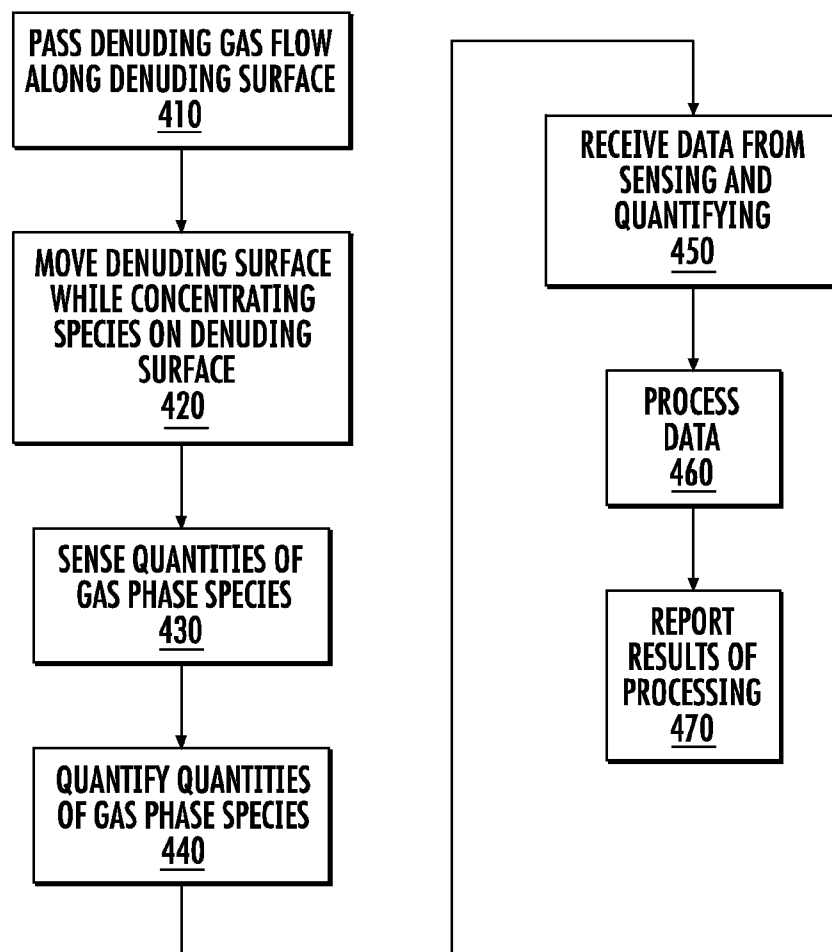 PASS DENUDING GAS FLOW
ALONG DENUDING SURFACE
410
MOVE DENUDING SURFACE
WHILE CONCENTRATING
SPECIES ON DENUDING
SURFACE
420
SENSE QUANTITIES OF
GAS PHASE SPECIES
430
QUANTIFY QUANTITIES
OF GAS PHASE SPECIES
440
RECEIVE DATA FROM
SENSING AND
QUANTIFYING
450
PROCESS
DATA
460
REPORT
RESULTS OF
PROCESSING
470